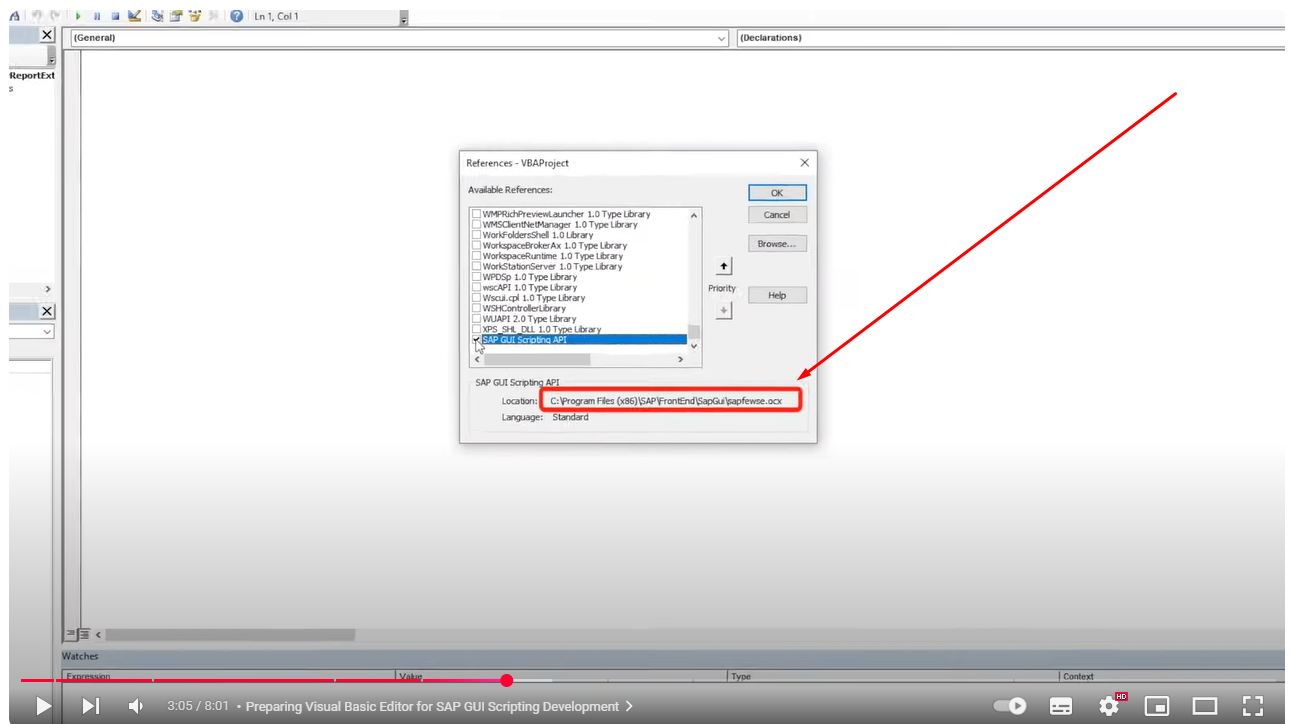 Ln 1, Col 1
(General)
(Declarations)
ReportExt
s
References - VBAProject
Available References:
OK
WMPRichPreviewLauncher 1.0 Type Library
Cancel
WMSClientNetManager 1.0 Type Library
WorkFoldersShell 1.0 Library
WorkspaceBrokerAx 1.0 Type Library
Browse...
WorkspaceRuntime 1.0 Type Library
WorkStationServer 1.0 Type Library
WPDSp 1.0 Type Library
wscAPI 1.0 Type Library
Priority
Wscui.cpl 1.0 Type Library
Help
WSHControllerLibrary
WUAPI 2.0 Type Library
XPS_SHL_DLL 1.0 Type Library
SAP GUI Scripting API
SAP GUI Scripting API
Location: C:\Program Files (x86)\SAP\FrontEnd\SapGui\sapfewse.ocx
Language: Standard
Watches
Expression Value Type Context
3:05 / 8:01 • Preparing Visual Basic Editor for SAP GUI Scripting Development
HD